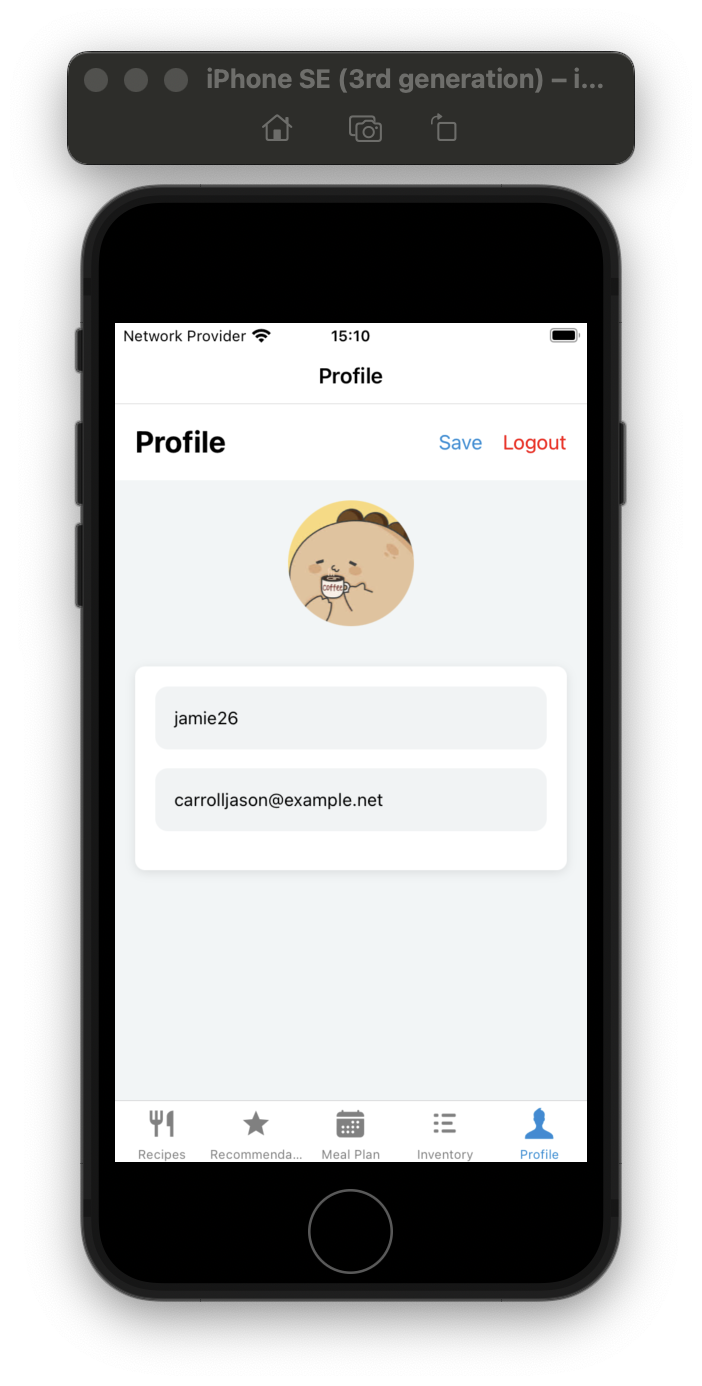 iPhone SE (3rd generation) – i...
Network Provider 15:10
Profile
Profile Save Logout
coffee
jamie26
carrolljason@example.net
Recipes Recommenda... Meal Plan Inventory Profile